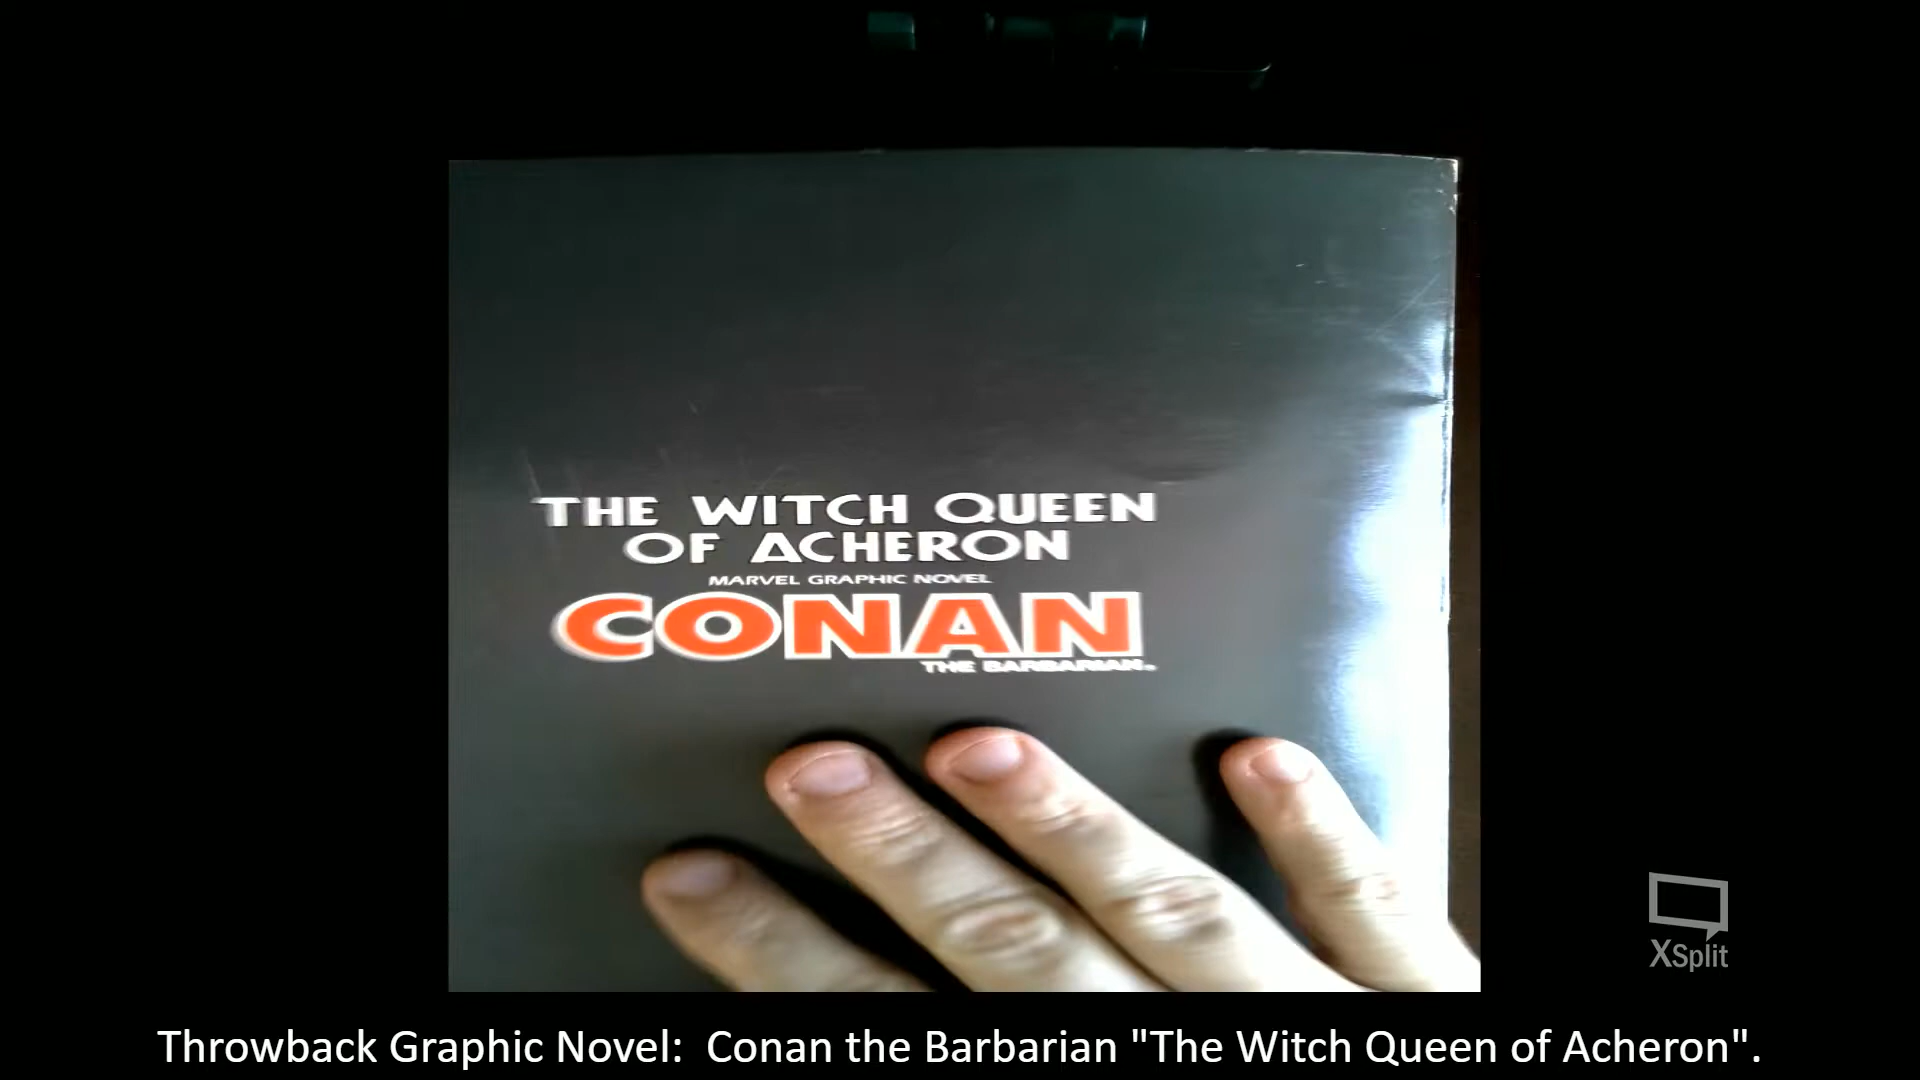 THE WITCH QUEEN
OF ACHERON
MARVEL GRAPHIC NOVEL
CONAN
THE BARBARIAN.
XSplit
Throwback Graphic Novel:  Conan the Barbarian "The Witch Queen of Acheron".